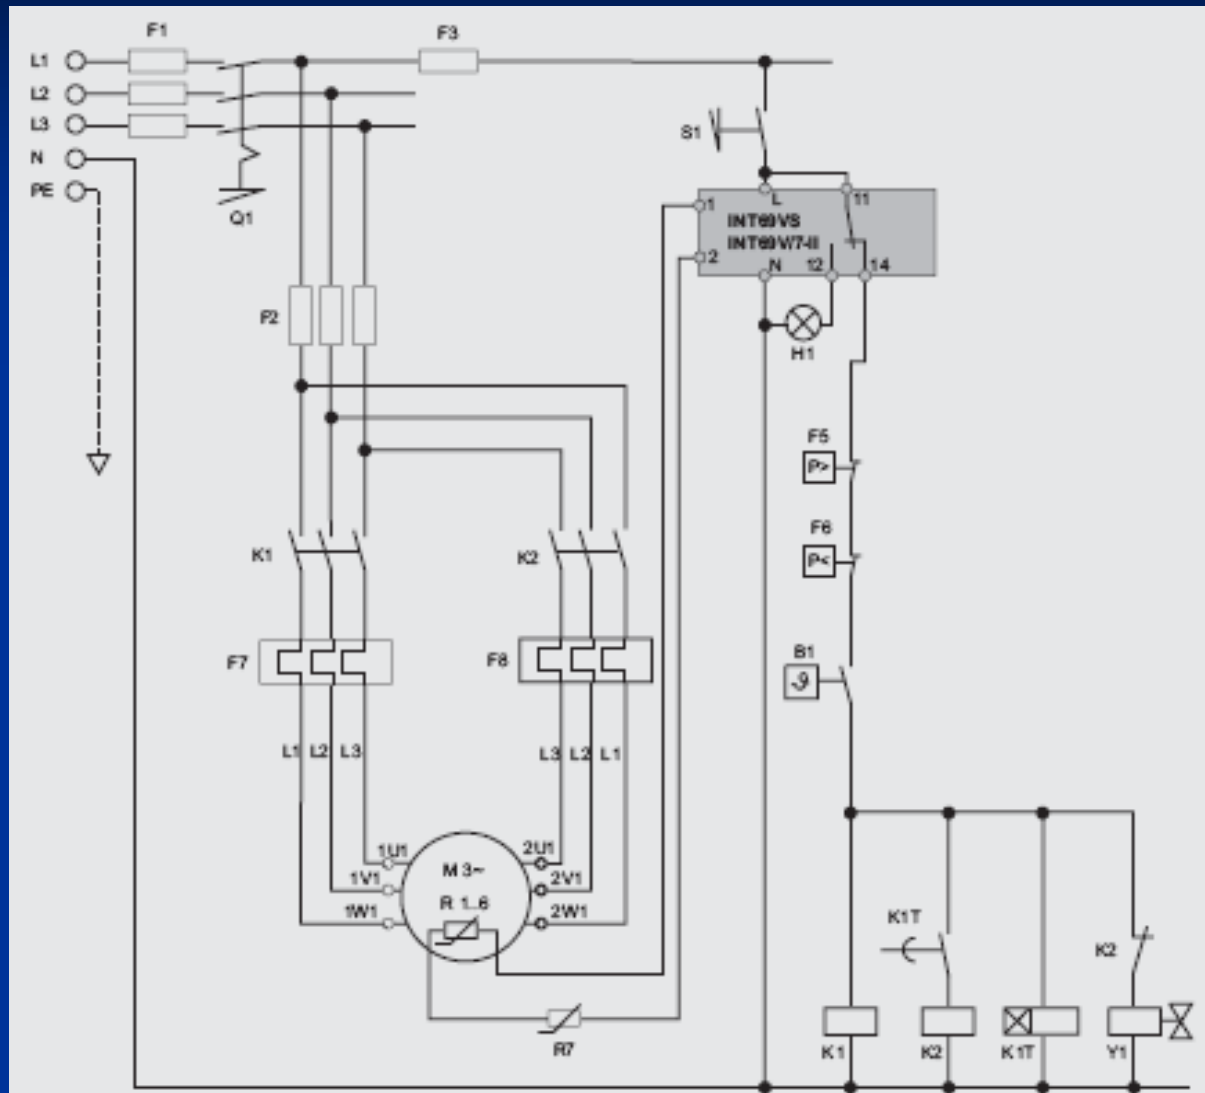 F1
F3
L1
L2
L3
S1
N
PE
Q1
L
11
1
INT69VS
INT69V/7-II
2
N
12
14
F2
H1
F5
P>
F6
P<
K1
K2
B1
ϑ
F7
F8
L1
L2
L3
L3
L2
L1
1U1
2U1
M 3~
1V1
2V1
R 1..6
1W1
2W1
K1T
K2
R7
K1
K2
K1T
Y1